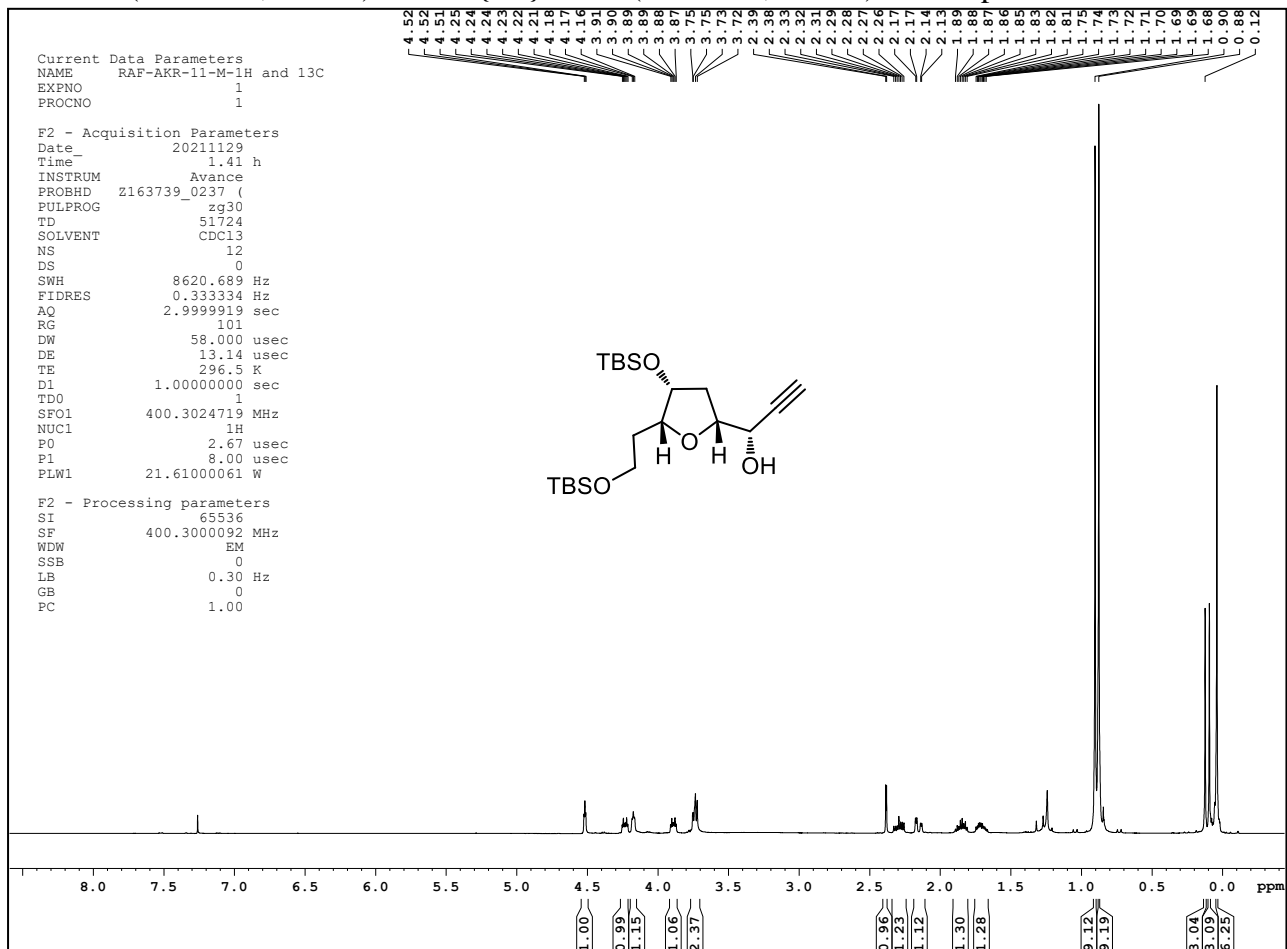 4.52 4.52 4.51 4.25 4.24 4.24 4.23 4.22 4.21 4.18 4.17 4.16 3.91 3.90 3.89 3.89 3.88 3.87 3.75 3.75 3.73 3.72 2.39 2.38 2.33 2.32 2.31 2.29 2.28 2.27 2.26 2.17 2.17 2.14 2.13 1.89 1.88 1.87 1.86 1.85 1.83 1.82 1.81 1.75 1.74 1.73 1.72 1.71 1.70 1.69 1.69 1.68 0.90 0.88 0.12
Current Data Parameters
NAME RAF-AKR-11-M-1H and 13C
EXPNO 1
PROCNO 1
F2 - Acquisition Parameters
Date_ 20211129
Time 1.41 h
INSTRUM Avance
PROBHD Z163739_0237 (
PULPROG zg30
TD 51724
SOLVENT CDCl3
NS 12
DS 0
SWH 8620.689 Hz
FIDRES 0.333334 Hz
AQ 2.9999919 sec
RG 101
DW 58.000 usec
DE 13.14 usec
TE 296.5 K
D1 1.00000000 sec
TD0 1
SFO1 400.3024719 MHz
NUC1 1H
P0 2.67 usec
P1 8.00 usec
PLW1 21.61000061 W
F2 - Processing parameters
SI 65536
SF 400.3000092 MHz
WDW EM
SSB 0
LB 0.30 Hz
GB 0
PC 1.00
TBSO
O
H H
OH
TBSO
8.0 7.5 7.0 6.5 6.0 5.5 5.0 4.5 4.0 3.5 3.0 2.5 2.0 1.5 1.0 0.5 0.0 ppm
1.00 0.99 1.15 1.06 2.37 0.96 1.23 1.12 1.30 1.28 9.12 9.19 3.04 3.09 6.25